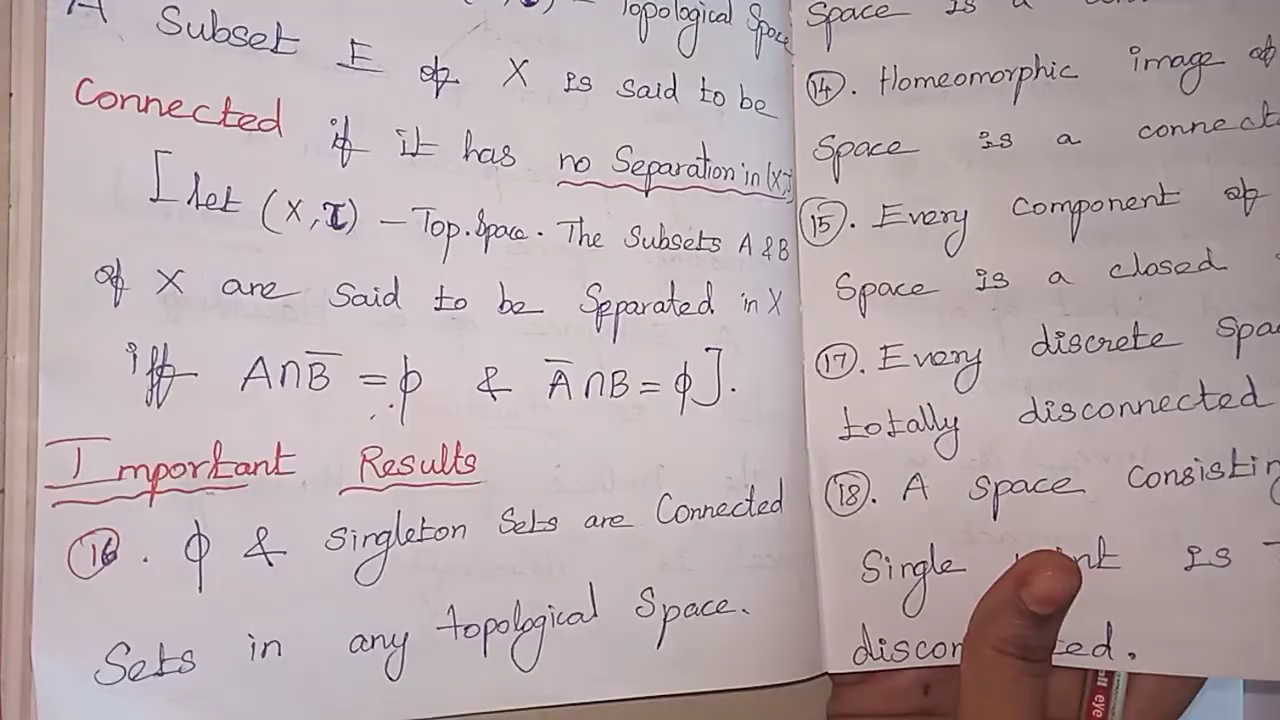 A Subset E of X is said to be
Topological Space
Connected if it has no Separation in (X,
[let (X,τ) – Top.Space. The Subsets A & B
of X are said to be Separated in X
iff A∩B̅ = ϕ & A̅∩B = ϕ].
Important Results
16. ϕ & Singleton Sets are Connected
Sets in any topological Space.
Space is a
14. Homeomorphic image of
Space is a connect
15. Every Component of
Space is a closed
17. Every discrete Spa
totally disconnected
18. A Space Consistin
Single is